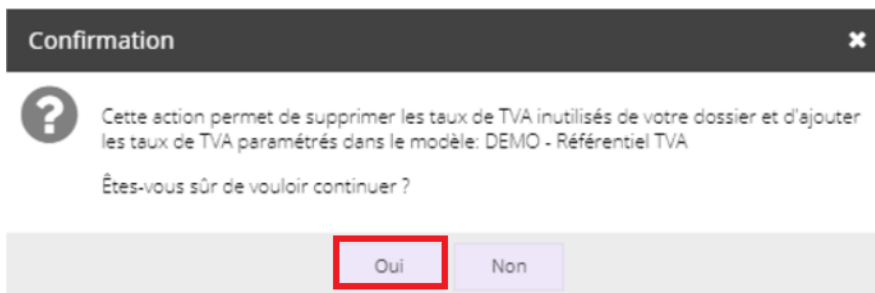 Confirmation
Cette action permet de supprimer les taux de TVA inutilisés de votre dossier et d'ajouter
les taux de TVA paramétrés dans le modèle: DEMO - Référentiel TVA
Êtes-vous sûr de vouloir continuer ?
Oui Non